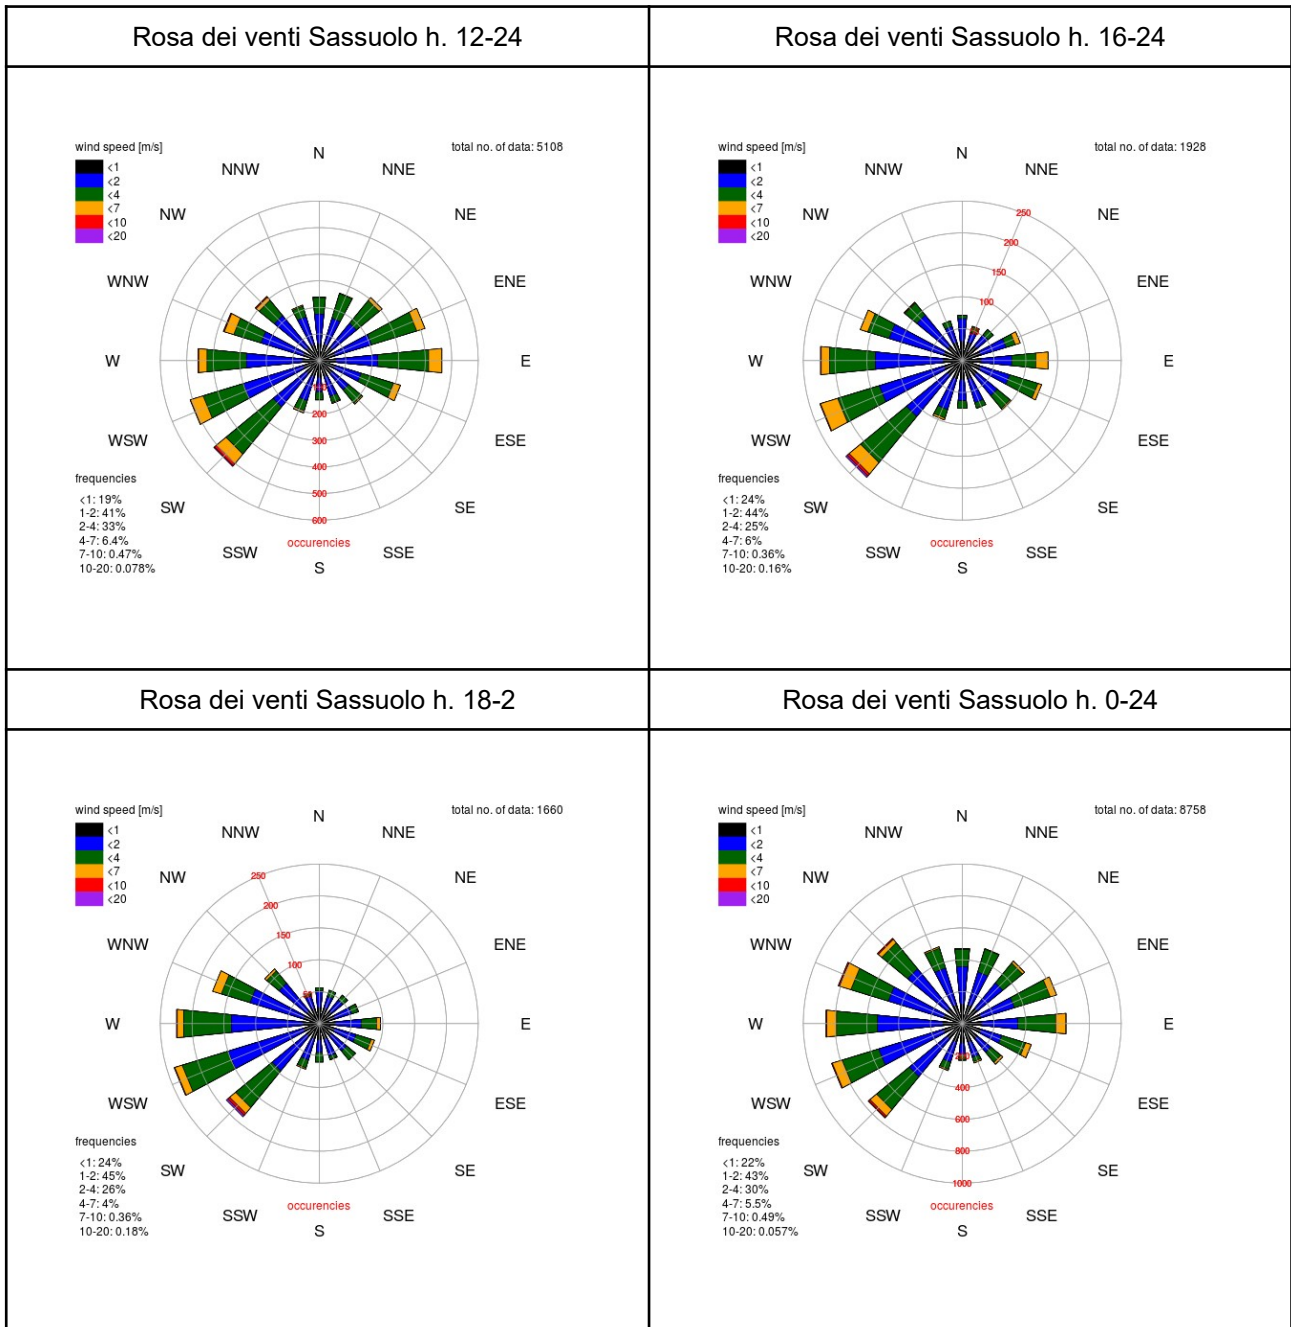 Rosa dei venti Sassuolo h. 12-24
Rosa dei venti Sassuolo h. 16-24
wind speed [m/s]
<1
<2
<4
<7
<10
<20
total no. of data: 5108
N
NNE
NE
ENE
E
ESE
SE
SSE
S
SSW
SW
WSW
W
WNW
NW
NNW
200
300
400
500
600
occurencies
frequencies
<1: 19%
1-2: 41%
2-4: 33%
4-7: 6.4%
7-10: 0.47%
10-20: 0.078%
wind speed [m/s]
<1
<2
<4
<7
<10
<20
total no. of data: 1928
N
NNE
NE
ENE
E
ESE
SE
SSE
S
SSW
SW
WSW
W
WNW
NW
NNW
250
200
150
100
occurencies
frequencies
<1: 24%
1-2: 44%
2-4: 25%
4-7: 6%
7-10: 0.36%
10-20: 0.16%
Rosa dei venti Sassuolo h. 18-2
Rosa dei venti Sassuolo h. 0-24
wind speed [m/s]
<1
<2
<4
<7
<10
<20
total no. of data: 1660
N
NNE
NE
ENE
E
ESE
SE
SSE
S
SSW
SW
WSW
W
WNW
NW
NNW
250
200
150
100
occurencies
frequencies
<1: 24%
1-2: 45%
2-4: 26%
4-7: 4%
7-10: 0.36%
10-20: 0.18%
wind speed [m/s]
<1
<2
<4
<7
<10
<20
total no. of data: 8758
N
NNE
NE
ENE
E
ESE
SE
SSE
S
SSW
SW
WSW
W
WNW
NW
NNW
400
600
800
1000
occurencies
frequencies
<1: 22%
1-2: 43%
2-4: 30%
4-7: 5.5%
7-10: 0.49%
10-20: 0.057%